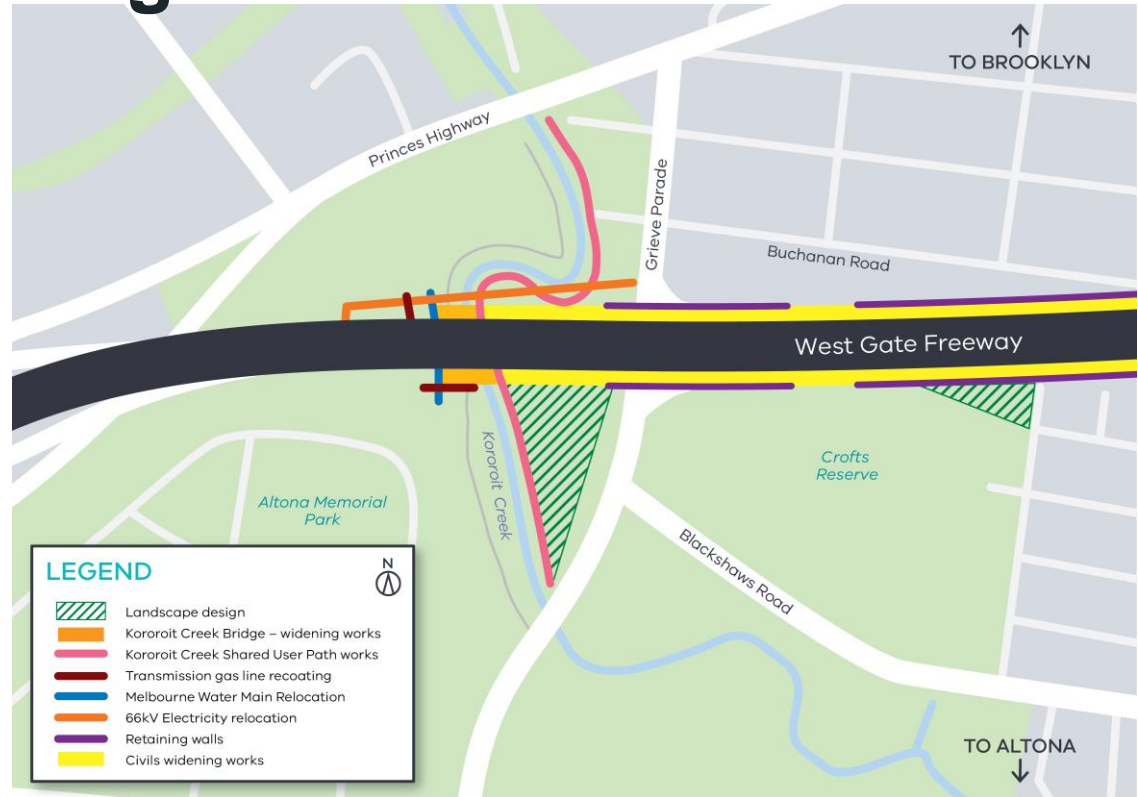 TO BROOKLYN
Princes Highway
Grieve Parade
Buchanan Road
West Gate Freeway
Kororoit Creek
Crofts
Reserve
Altona Memorial
Park
Blackshaws Road
LEGEND
N
Landscape design
Kororoit Creek Bridge – widening works
Kororoit Creek Shared User Path works
Transmission gas line recoating
Melbourne Water Main Relocation
66kV Electricity relocation
Retaining walls
Civils widening works
TO ALTONA